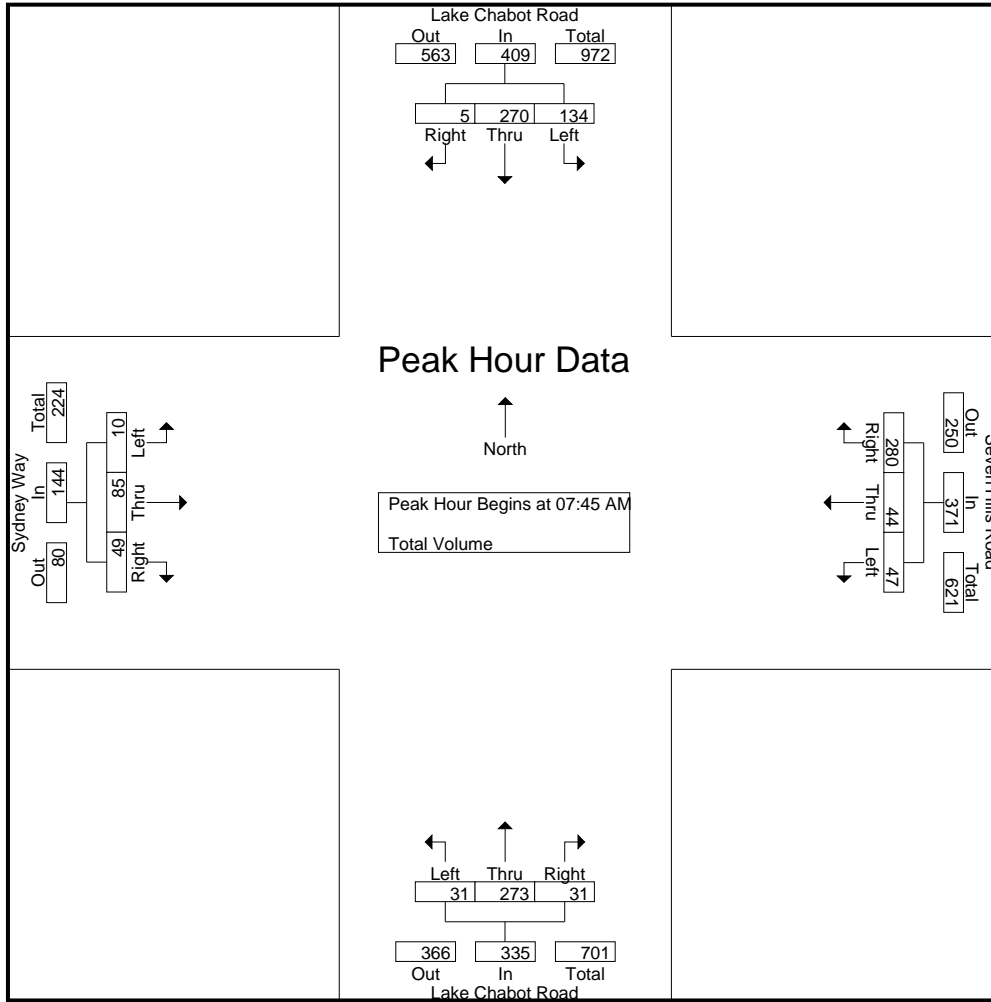 Lake Chabot Road
Out In Total
563 409 972
5 270 134
Right Thru Left
Peak Hour Data
North
Peak Hour Begins at 07:45 AM
Total Volume
Sydney Way
Out In Total
80 144 224
49 85 10
Right Thru Left
Seven Hills Road
Out In Total
250 371 621
280 44 47
Right Thru Left
Left Thru Right
31 273 31
366 335 701
Out In Total
Lake Chabot Road